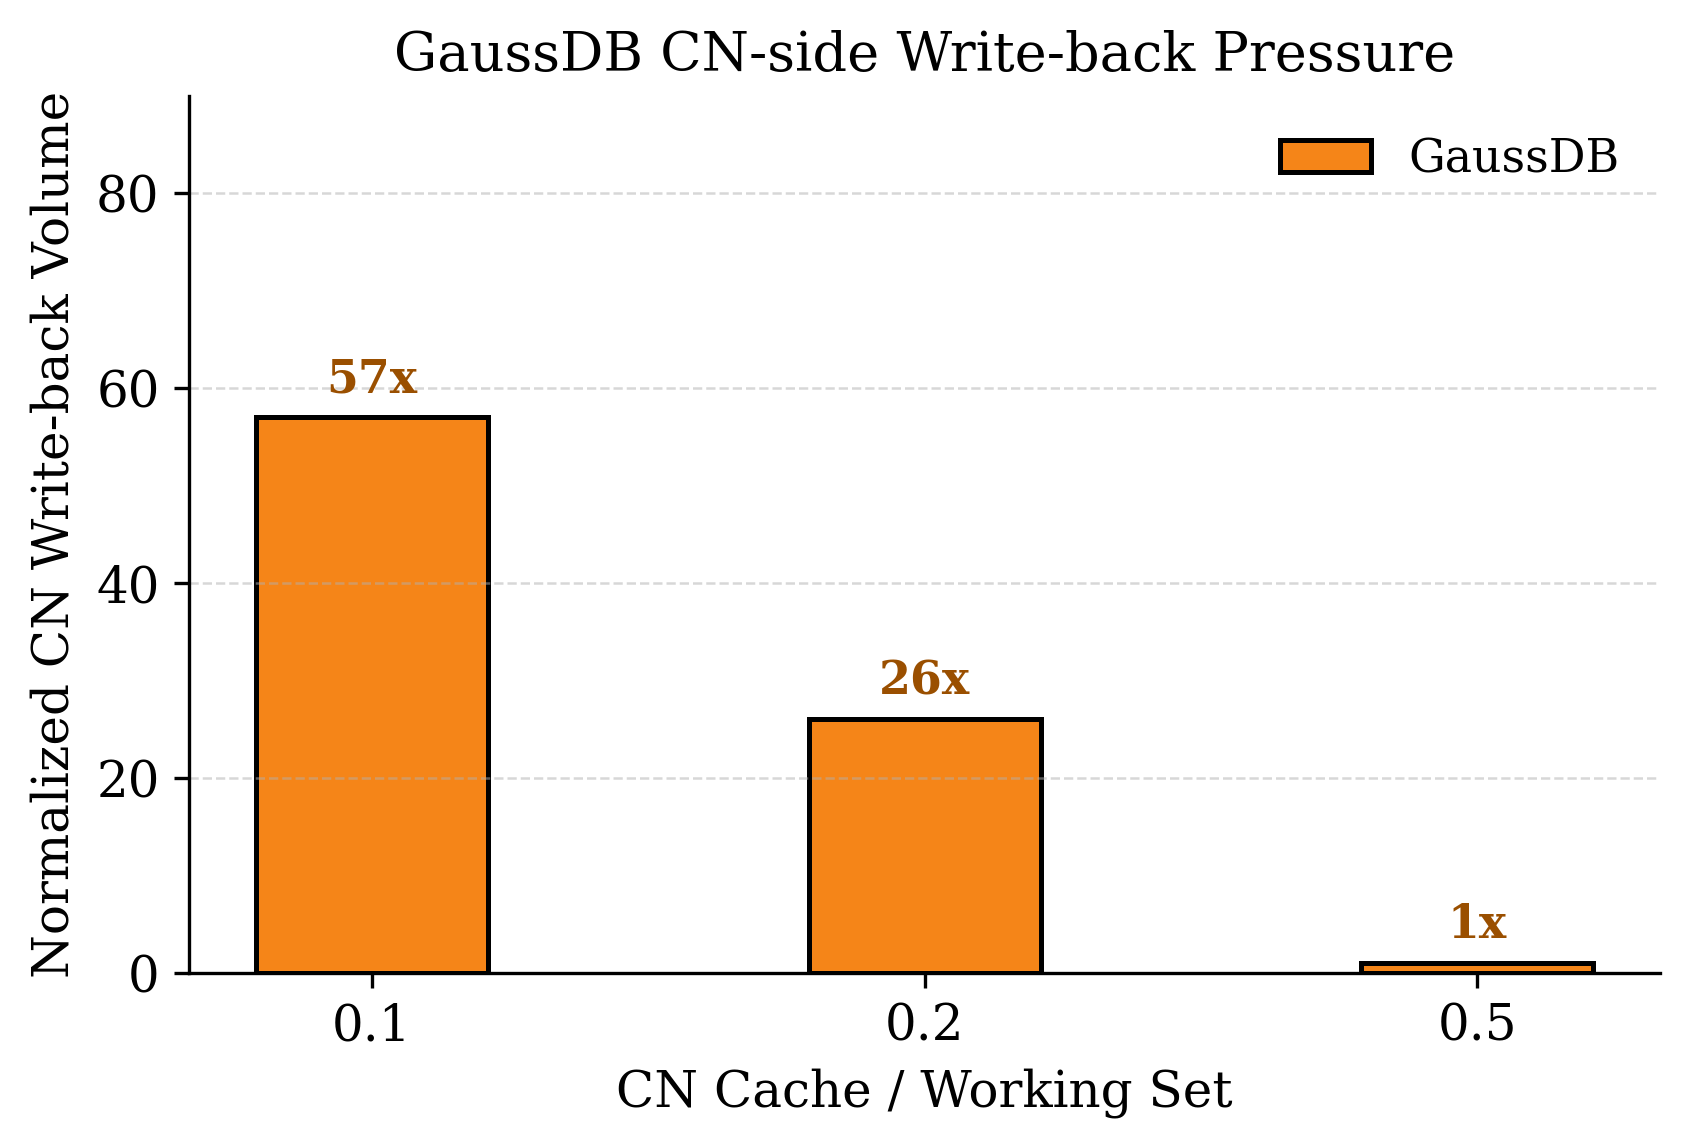 GaussDB CN-side Write-back Pressure
Normalized CN Write-back Volume
GaussDB
80
60
40
20
0
57x
26x
1x
0.1
0.2
0.5
CN Cache / Working Set